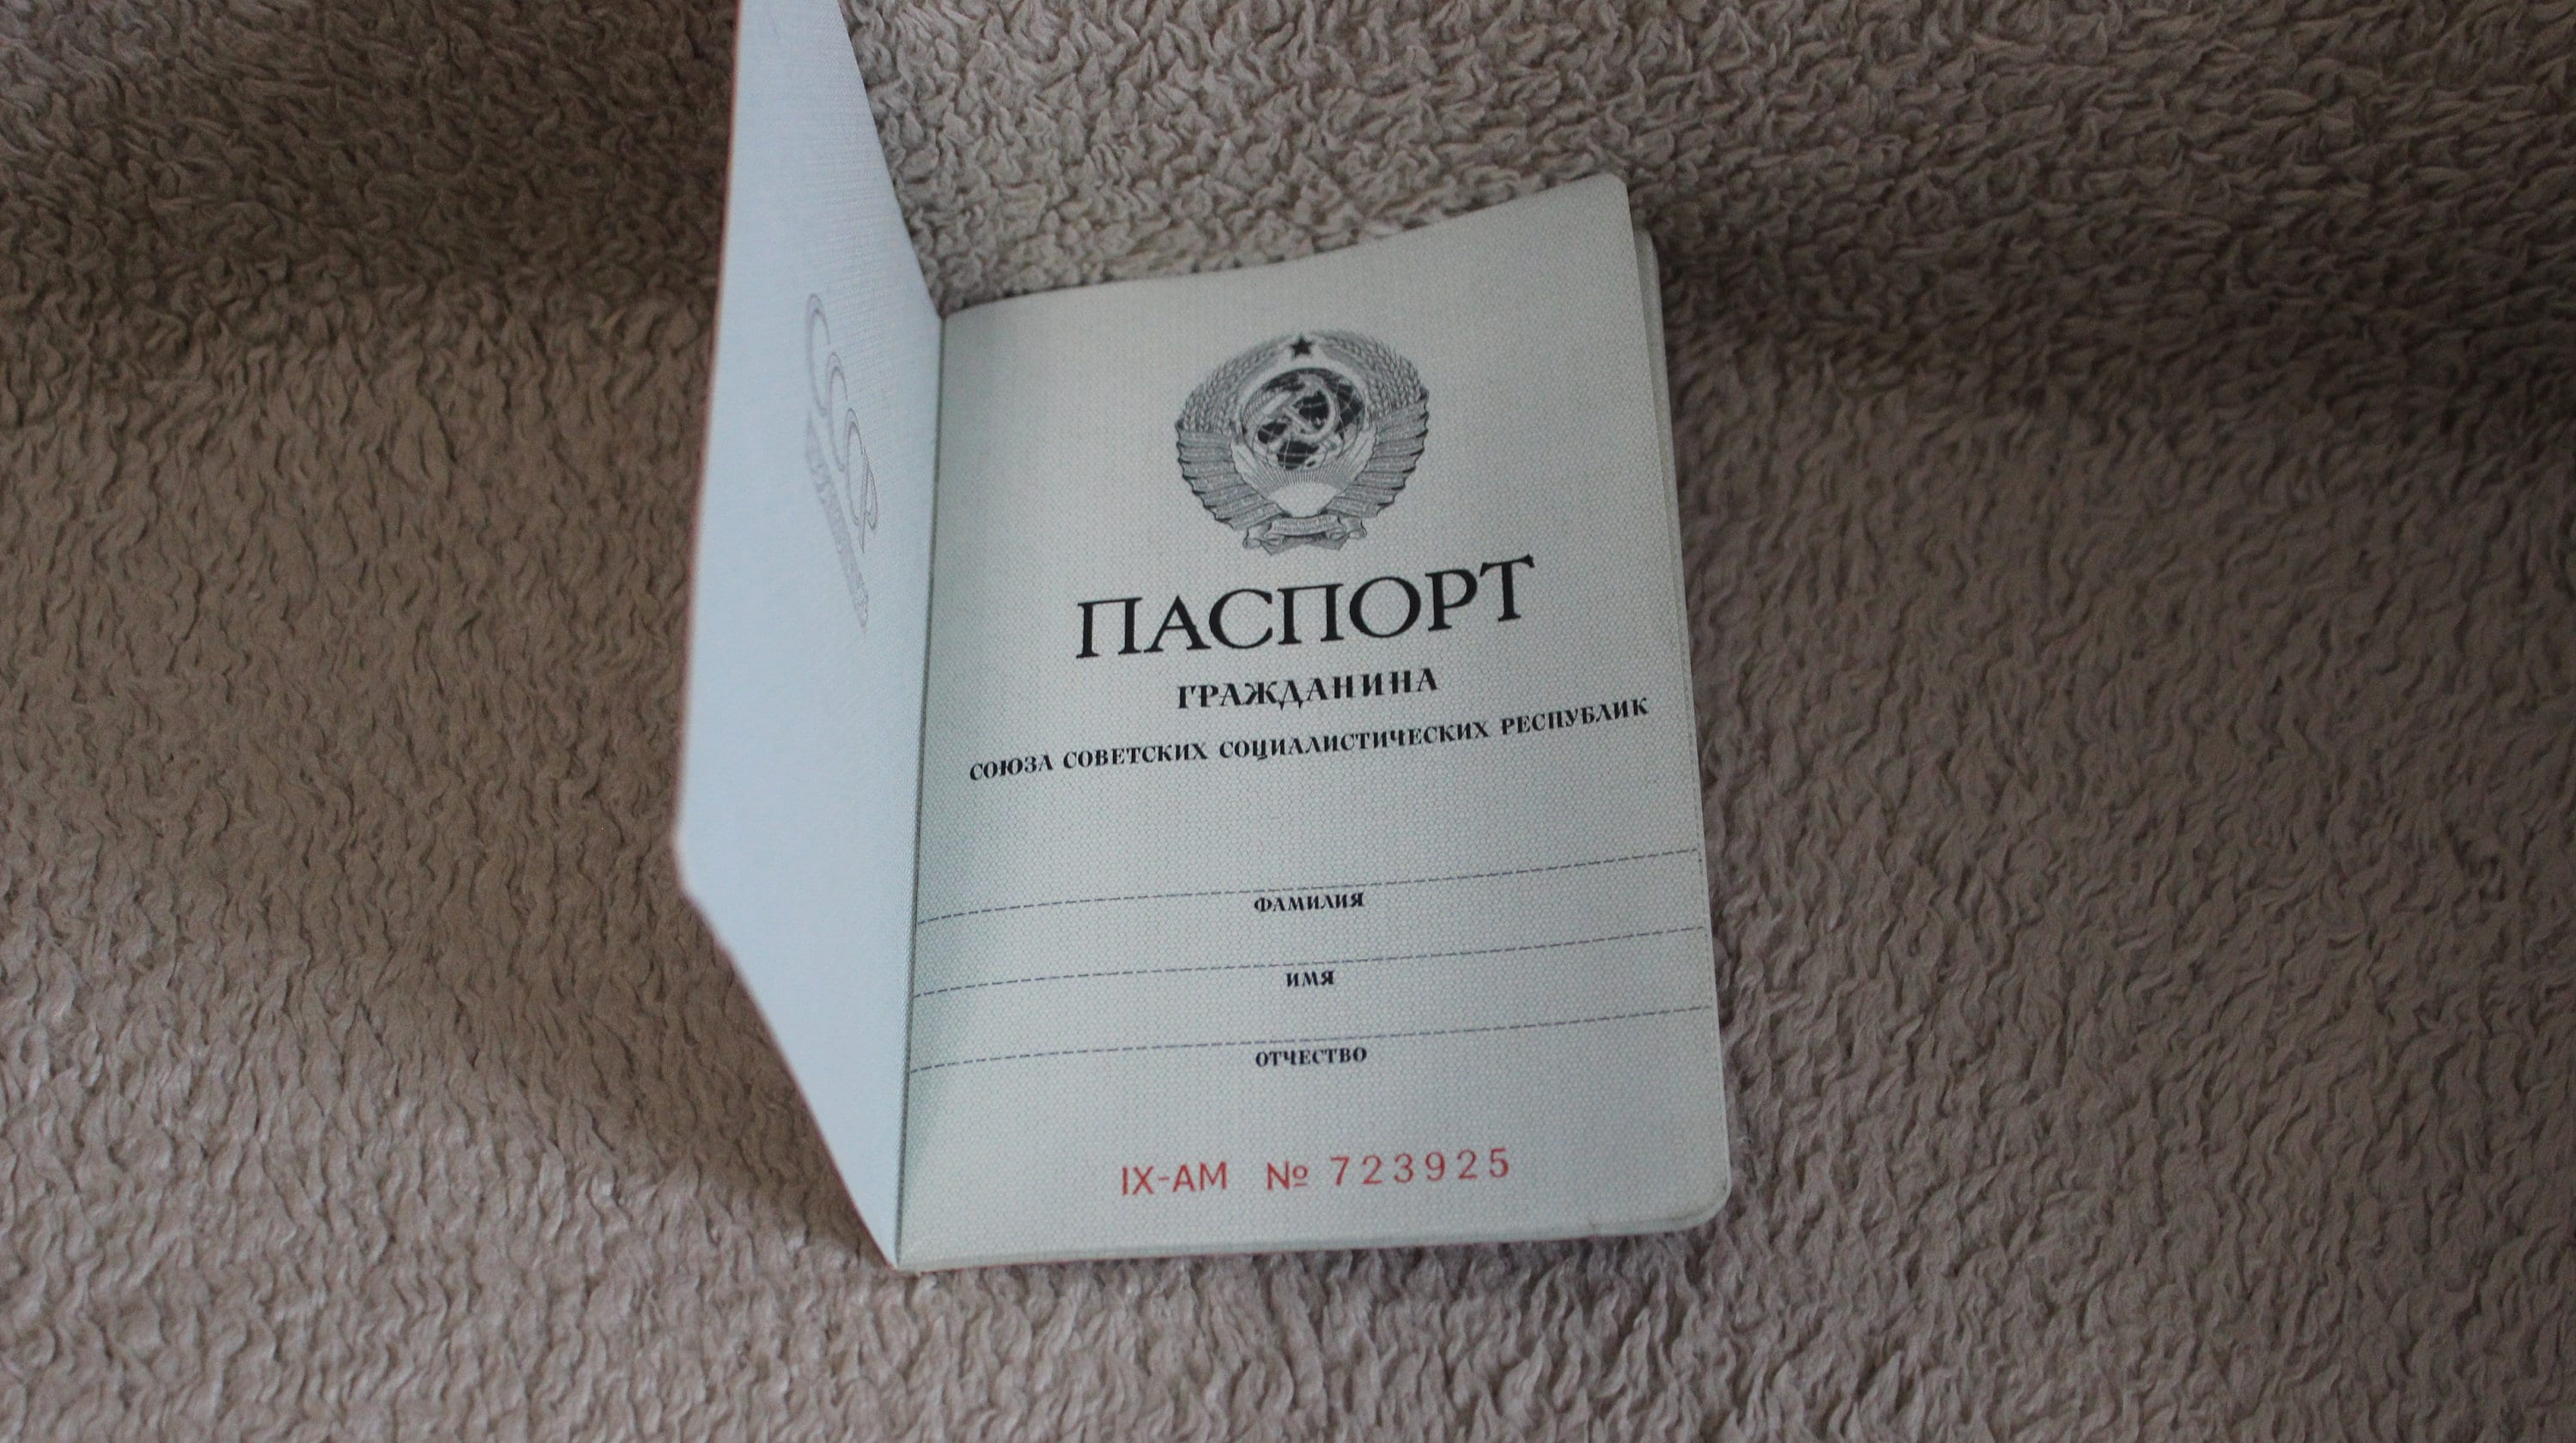 СССР
ПАСПОРТ
ГРАЖДАНИНА
СОЮЗА СОВЕТСКИХ СОЦИАЛИСТИЧЕСКИХ РЕСПУБЛИК
ФАМИЛИЯ
ИМЯ
ОТЧЕСТВО
IX-АМ № 723925